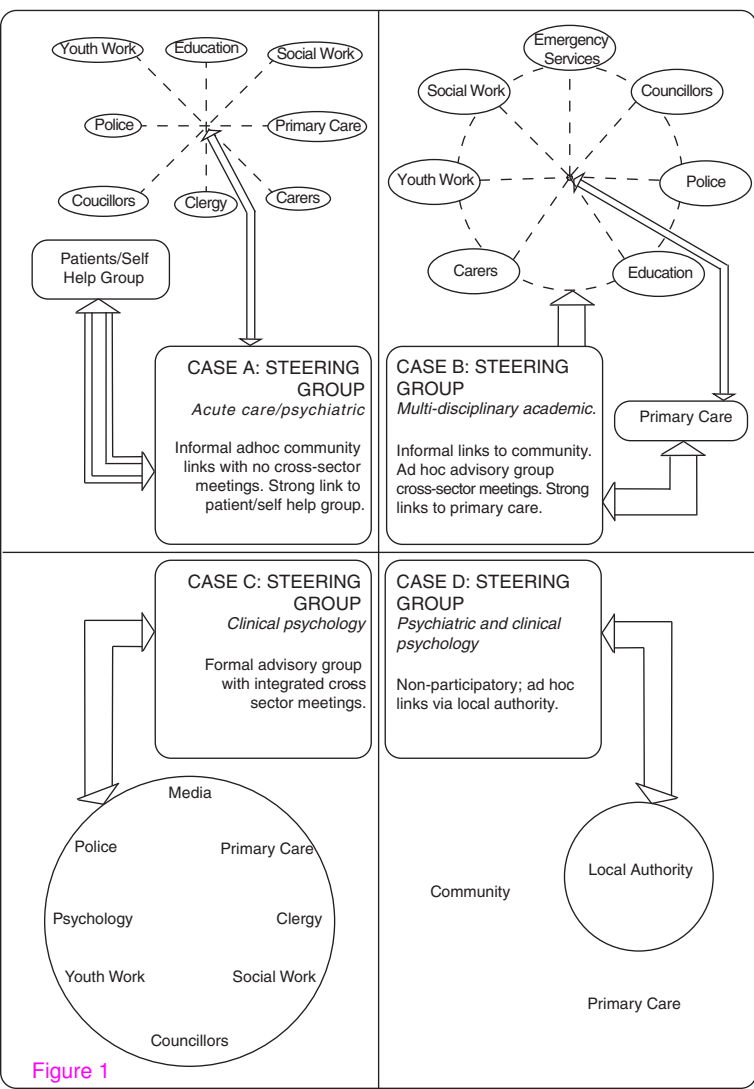 Youth Work
Education
Social Work
Police
Primary Care
Coucillors
Clergy
Carers
Patients/Self
Help Group
CASE A: STEERING
GROUP
Acute care/psychiatric
Informal adhoc community
links with no cross-sector
meetings. Strong link to
patient/self help group.
Emergency
Services
Social Work
Councillors
Youth Work
Police
Carers
Education
CASE B: STEERING
GROUP
Multi-disciplinary academic.
Informal links to community.
Ad hoc advisory group
cross-sector meetings. Strong
links to primary care.
Primary Care
CASE C: STEERING
GROUP
Clinical psychology
Formal advisory group
with integrated cross
sector meetings.
Media
Police
Primary Care
Psychology
Clergy
Youth Work
Social Work
Councillors
CASE D: STEERING
GROUP
Psychiatric and clinical
psychology
Non-participatory; ad hoc
links via local authority.
Local Authority
Community
Primary Care
Figure 1